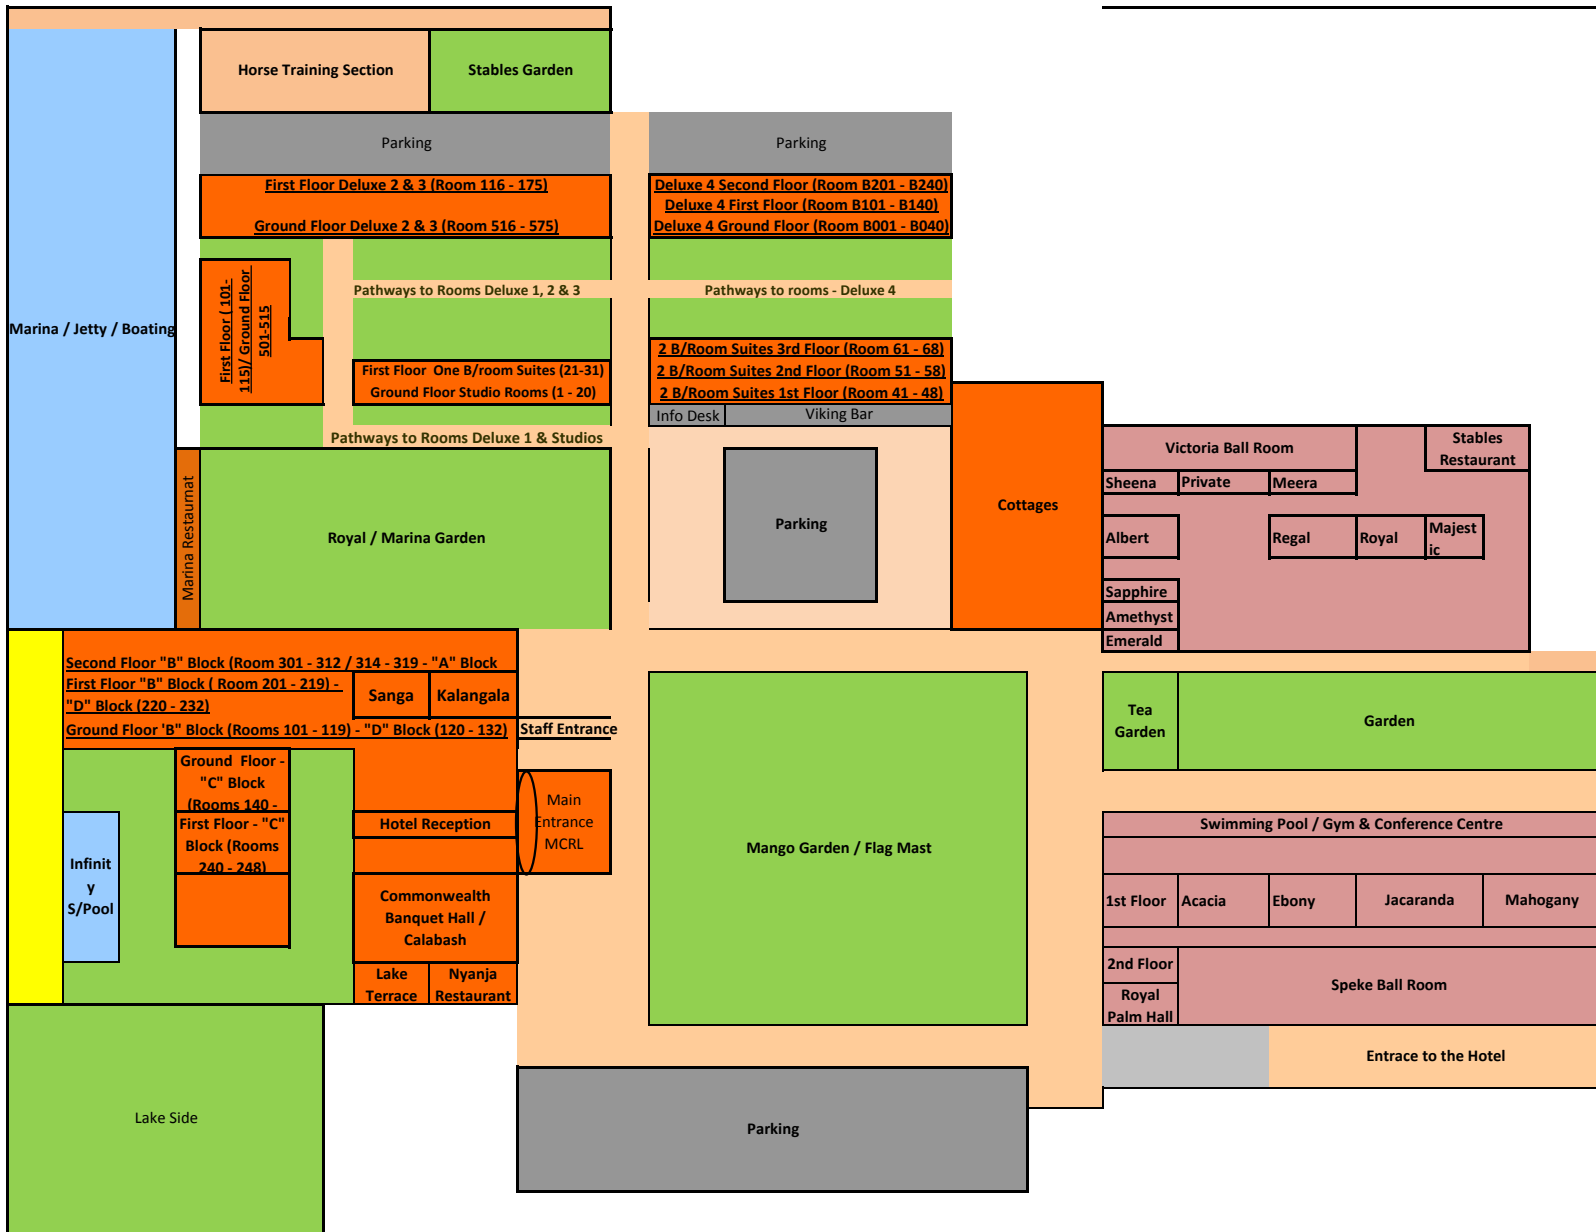 Horse Training Section
Stables Garden
Parking
Parking
First Floor Deluxe 2 & 3 (Room 116 - 175)
Ground Floor Deluxe 2 & 3 (Room 516 - 575)
Deluxe 4 Second Floor (Room B201 - B240)
Deluxe 4 First Floor (Room B101 - B140)
Deluxe 4 Ground Floor (Room B001 - B040)
First Floor ( 101-
115)/ Ground Floor
501-515
Pathways to Rooms Deluxe 1, 2 & 3
Pathways to rooms - Deluxe 4
Marina / Jetty / Boating
First Floor  One B/room Suites (21-31)
Ground Floor Studio Rooms (1 - 20)
2 B/Room Suites 3rd Floor (Room 61 - 68)
2 B/Room Suites 2nd Floor (Room 51 - 58)
2 B/Room Suites 1st Floor (Room 41 - 48)
Info Desk
Viking Bar
Pathways to Rooms Deluxe 1 & Studios
Marina Restaurnat
Royal / Marina Garden
Parking
Cottages
Victoria Ball Room
Stables
Restaurant
Sheena
Private
Meera
Albert
Regal
Royal
Majest
ic
Sapphire
Amethyst
Emerald
Second Floor "B" Block (Room 301 - 312 / 314 - 319 - "A" Block
First Floor "B" Block ( Room 201 - 219) -
"D" Block (220 - 232)
Sanga
Kalangala
Ground Floor 'B" Block (Rooms 101 - 119) - "D" Block (120 - 132)
Staff Entrance
Tea
Garden
Garden
Ground  Floor -
"C" Block
(Rooms 140 -
First Floor - "C"
Block (Rooms
240 - 248)
Hotel Reception
Main
Entrance
MCRL
Mango Garden / Flag Mast
Swimming Pool / Gym & Conference Centre
Infinit
y
S/Pool
Commonwealth
Banquet Hall /
Calabash
1st Floor
Acacia
Ebony
Jacaranda
Mahogany
Lake
Terrace
Nyanja
Restaurant
2nd Floor
Royal
Palm Hall
Speke Ball Room
Entrace to the Hotel
Lake Side
Parking